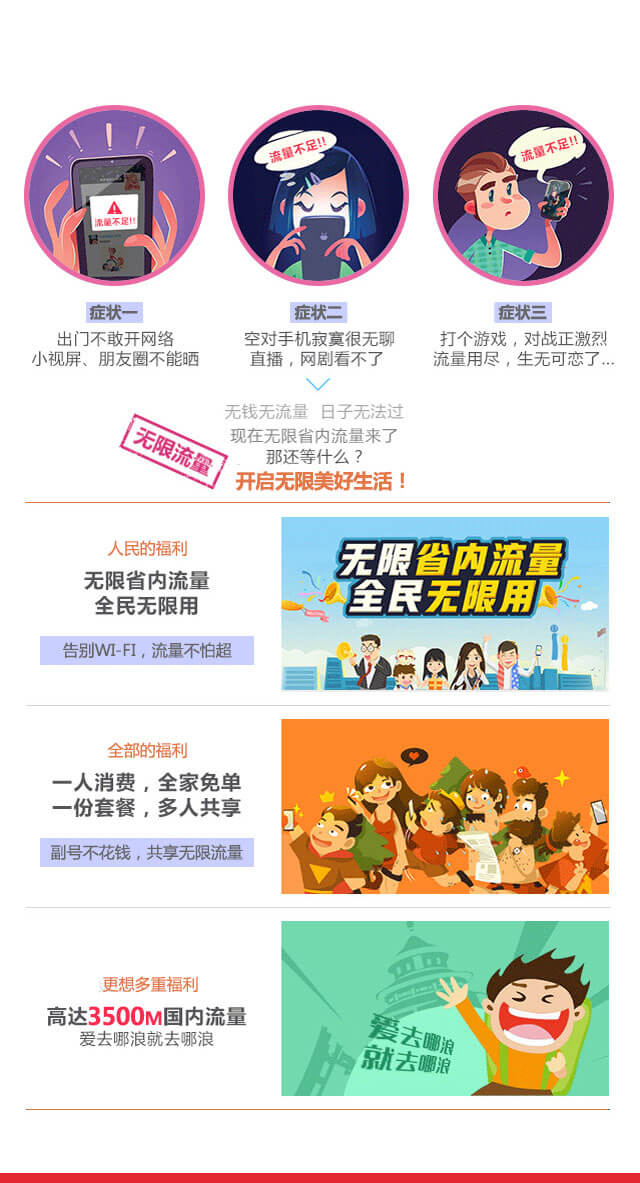 流量不足!!
流量不足!!
流量不足!!
症状一
出门不敢开网络
小视屏、朋友圈不能晒
症状二
空对手机寂寞很无聊
直播，网剧看不了
症状三
打个游戏，对战正激烈
流量用尽，生无可恋了...
无钱无流量 日子无法过
现在无限省内流量来了
那还等什么？
开启无限美好生活！
无限流量
人民的福利
无限省内流量
全民无限用
告别WI-FI，流量不怕超
无限省内流量
全民无限用
全部的福利
一人消费，全家免单
一份套餐，多人共享
副号不花钱，共享无限流量
更想多重福利
高达3500M国内流量
爱去哪浪就去哪浪
爱去哪浪
就去哪浪